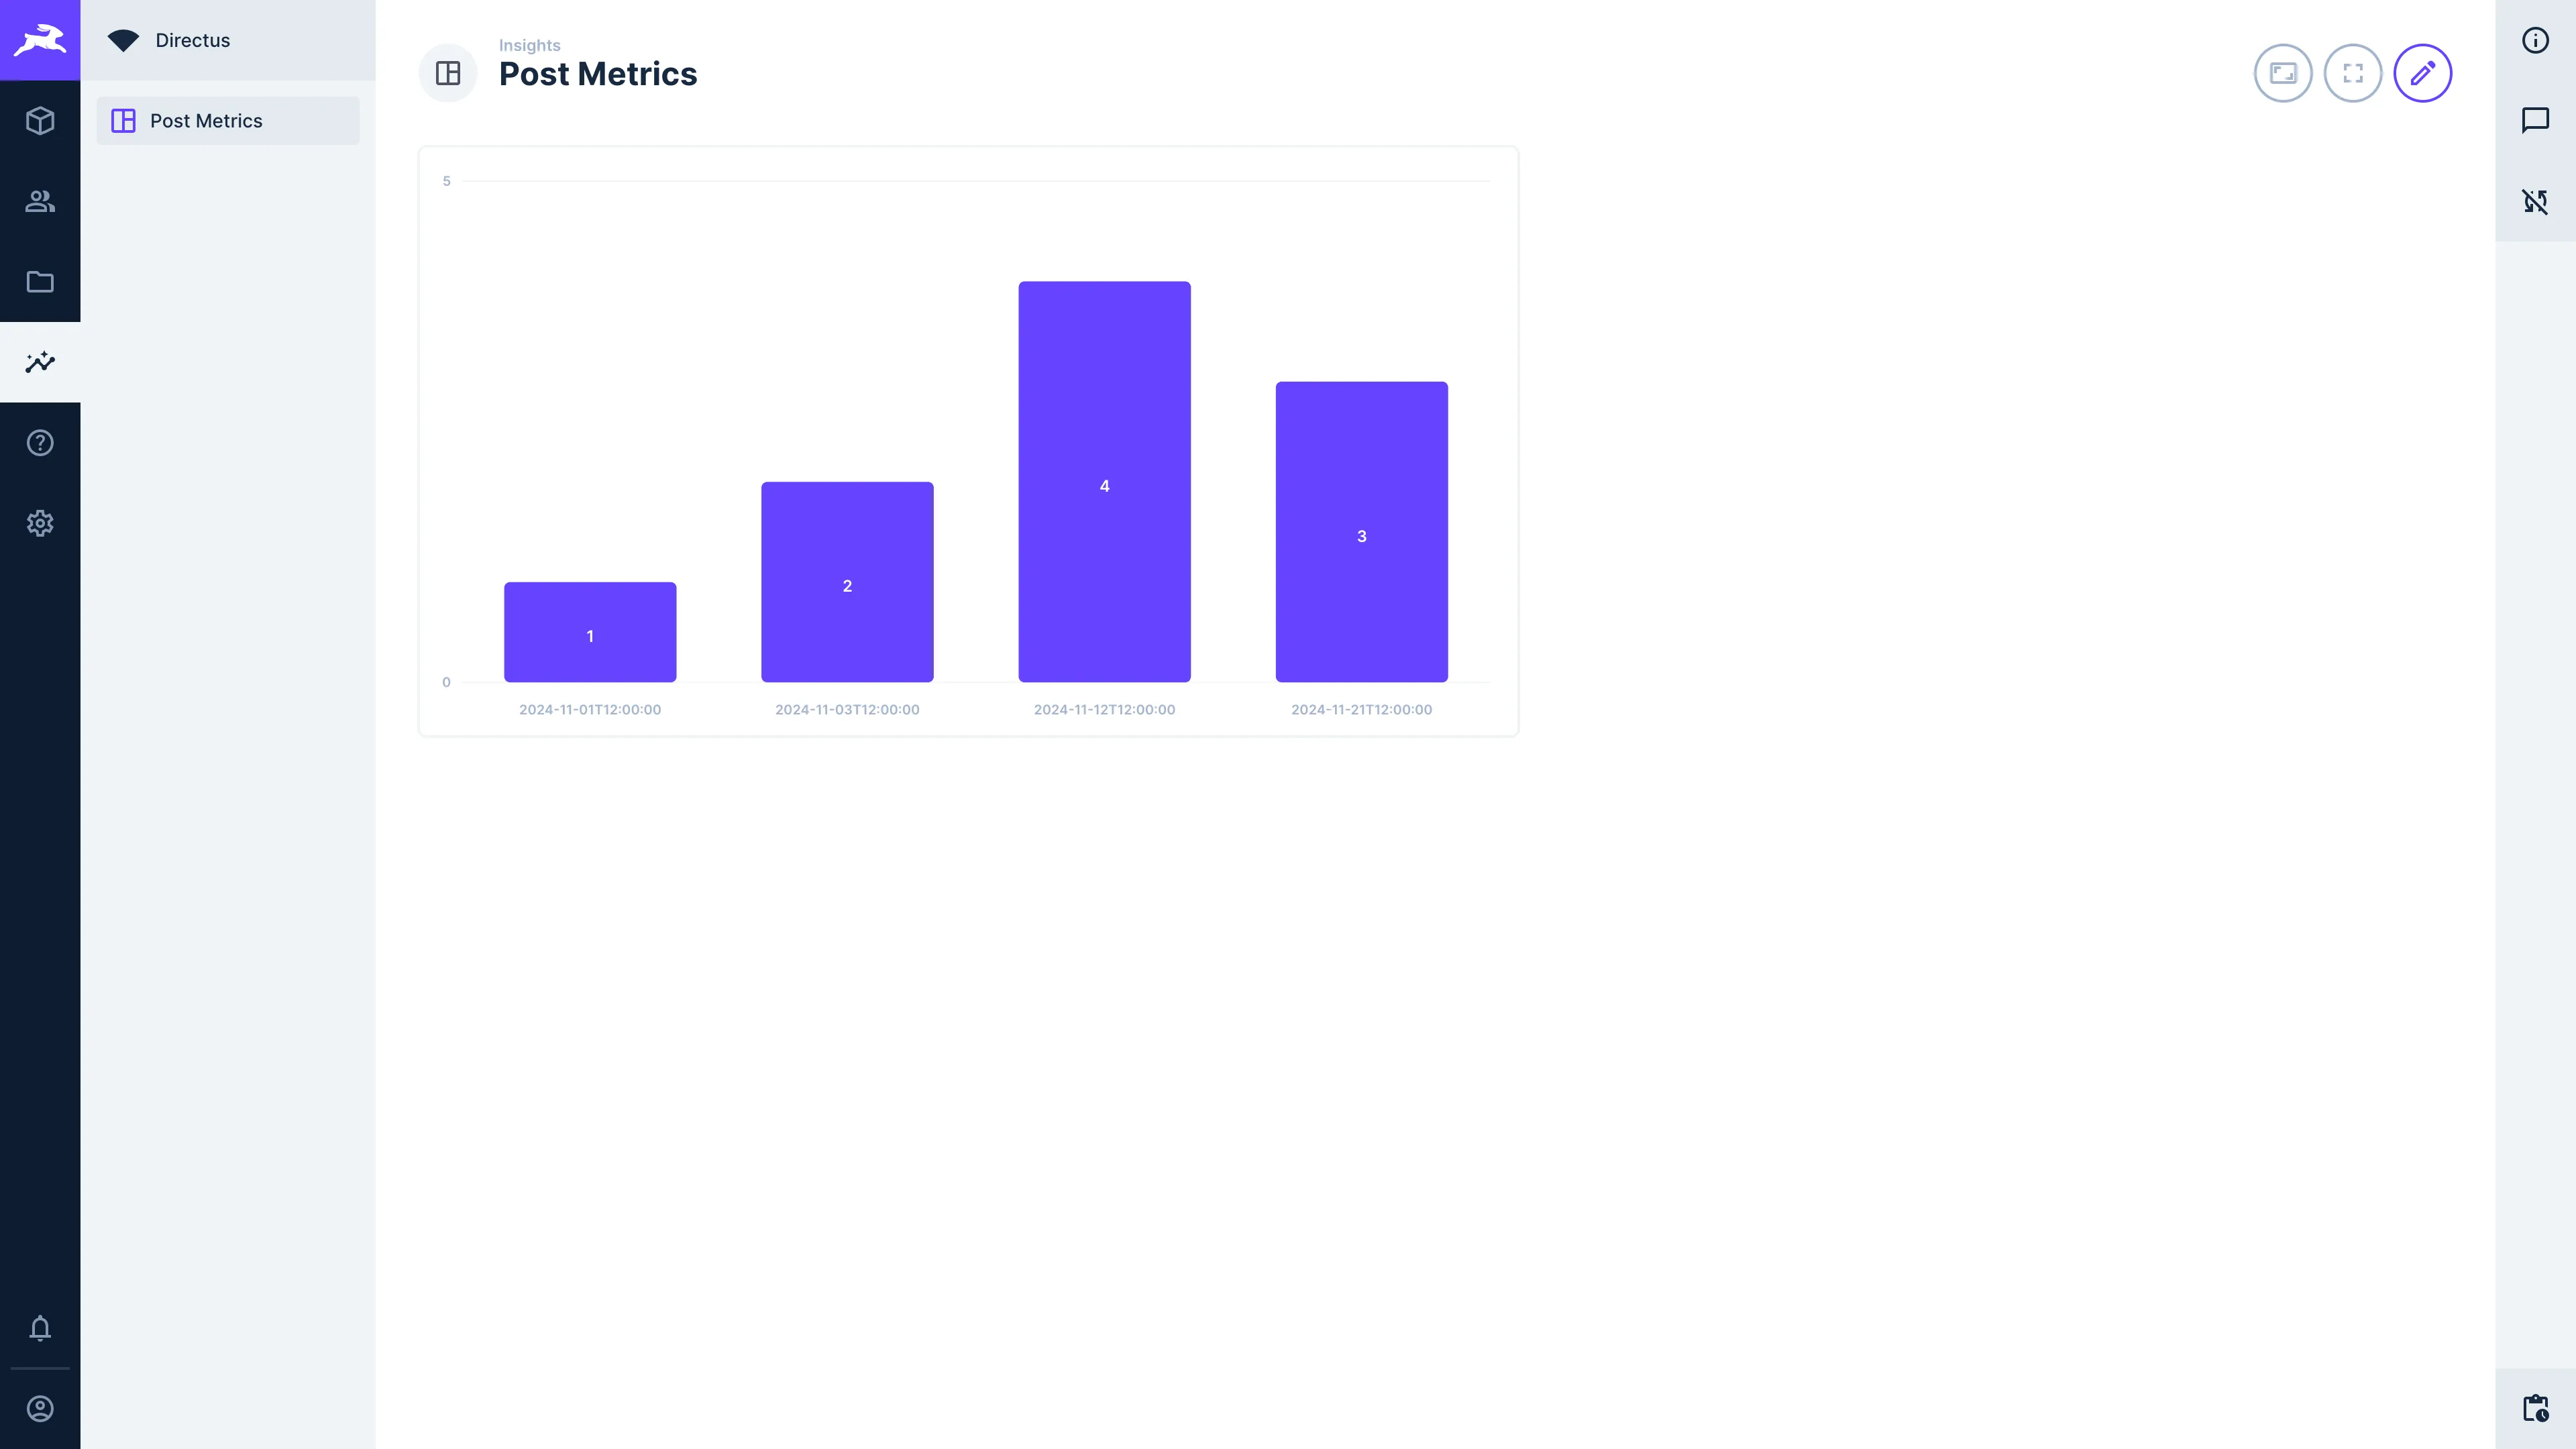 Directus
Post Metrics
Insights
Post Metrics
5
4
3
2
1
0
2024-11-01T12:00:00
2024-11-03T12:00:00
2024-11-12T12:00:00
2024-11-21T12:00:00